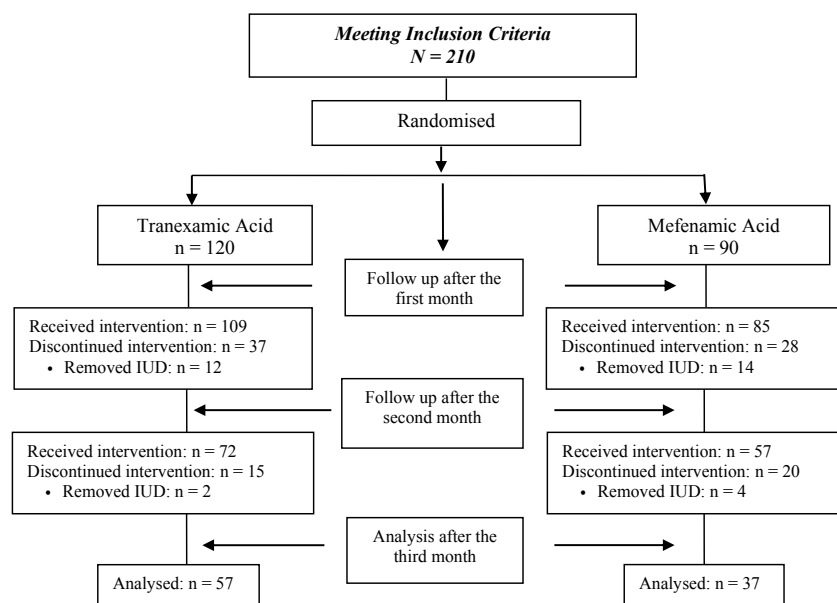 Meeting Inclusion Criteria
N = 210
Randomised
Tranexamic Acid
n = 120
Mefenamic Acid
n = 90
Follow up after the
first month
Received intervention: n = 109
Discontinued intervention: n = 37
• Removed IUD: n = 12
Received intervention: n = 85
Discontinued intervention: n = 28
• Removed IUD: n = 14
Follow up after the
second month
Received intervention: n = 72
Discontinued intervention: n = 15
• Removed IUD: n = 2
Received intervention: n = 57
Discontinued intervention: n = 20
• Removed IUD: n = 4
Analysis after the
third month
Analysed: n = 57
Analysed: n = 37